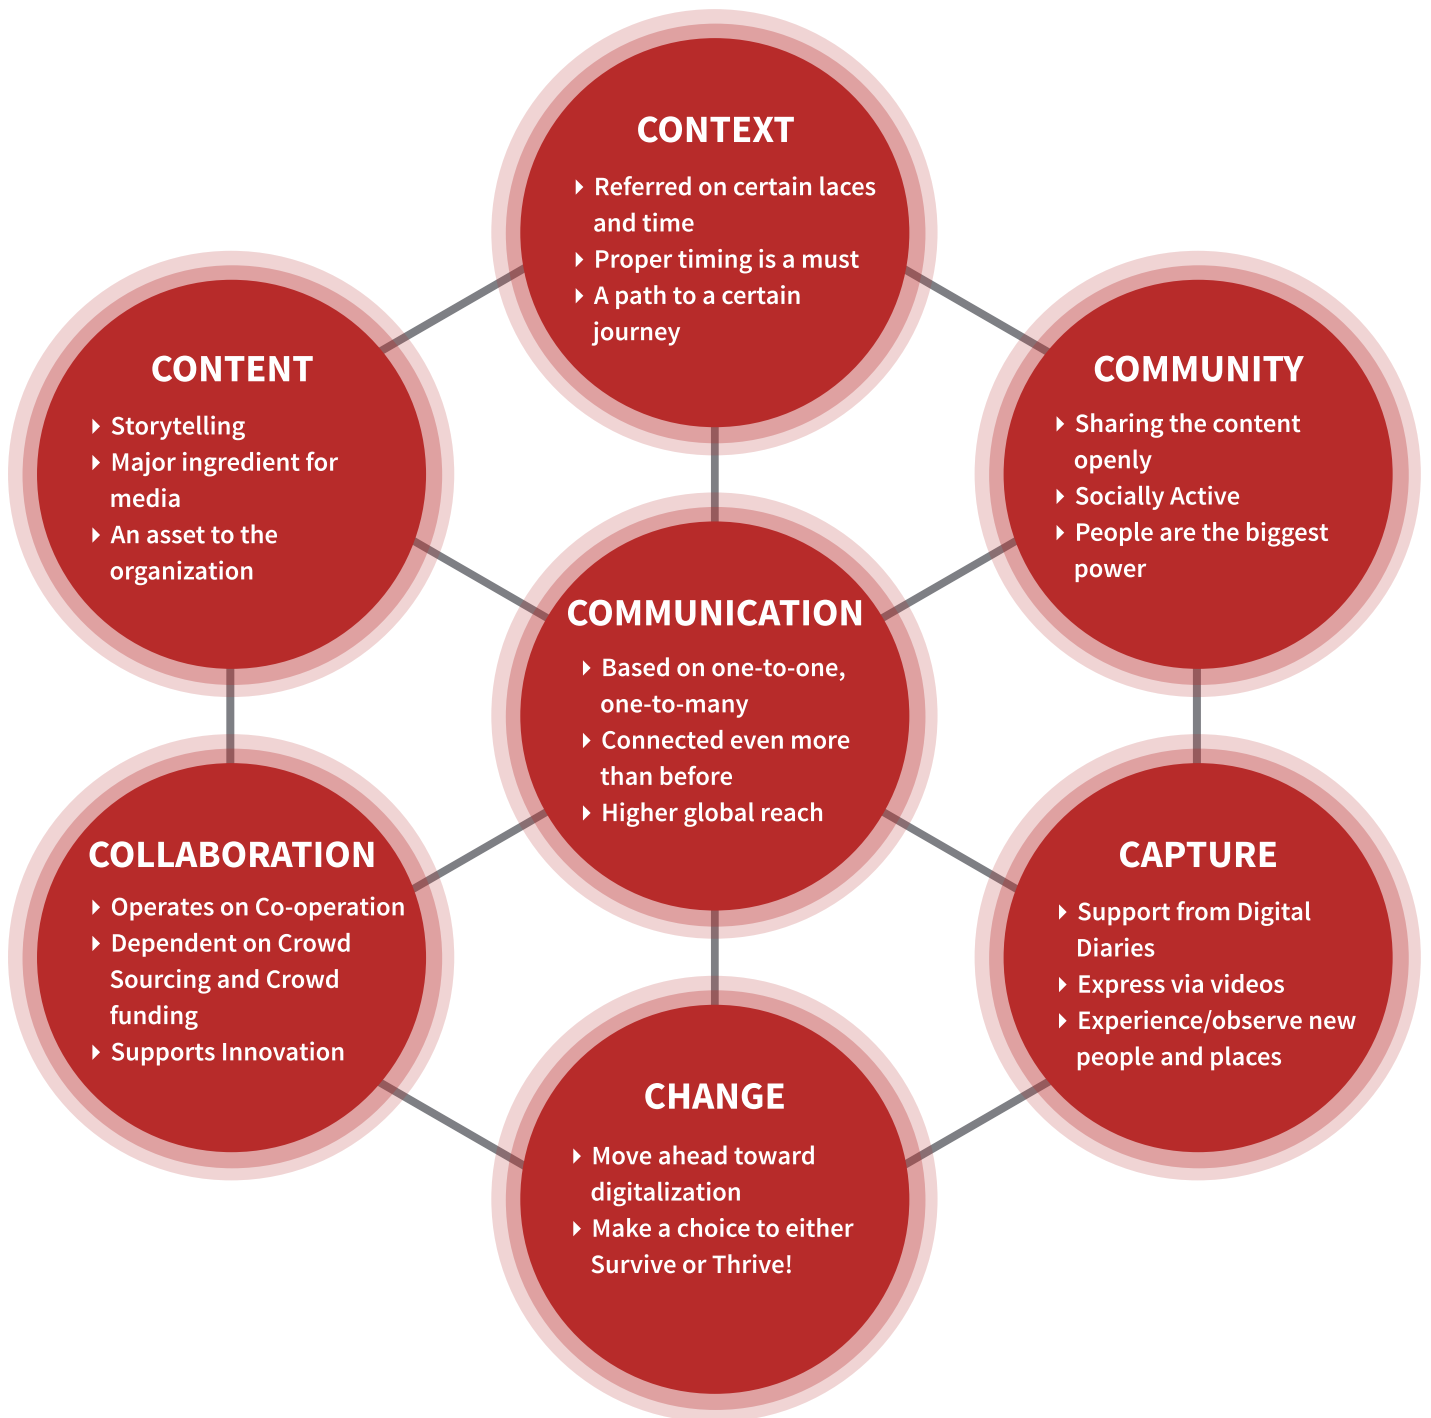 CONTEXT
Referred on certain laces
and time
Proper timing is a must
A path to a certain
journey
CONTENT
Storytelling
Major ingredient for
media
An asset to the
organization
COMMUNITY
Sharing the content
openly
Socially Active
People are the biggest
power
COMMUNICATION
Based on one-to-one,
one-to-many
Connected even more
than before
Higher global reach
COLLABORATION
Operates on Co-operation
Dependent on Crowd
Sourcing and Crowd
funding
Supports Innovation
CAPTURE
Support from Digital
Diaries
Express via videos
Experience/observe new
people and places
CHANGE
Move ahead toward
digitalization
Make a choice to either
Survive or Thrive!